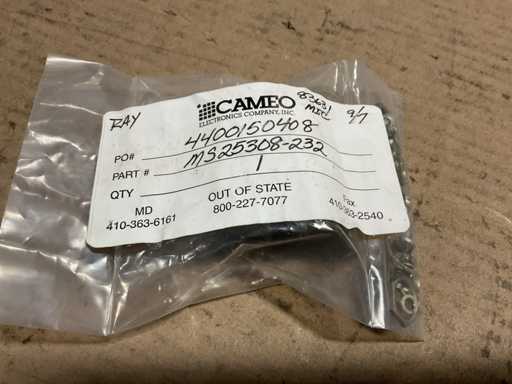 RAY
CAMEO
ELECTRONICS COMPANY, INC.
83631
9/7
PO# 4400150408
PART # MS25308-232
QTY 1
MD
410-363-6161
OUT OF STATE
800-227-7077
Fax
410-363-2540